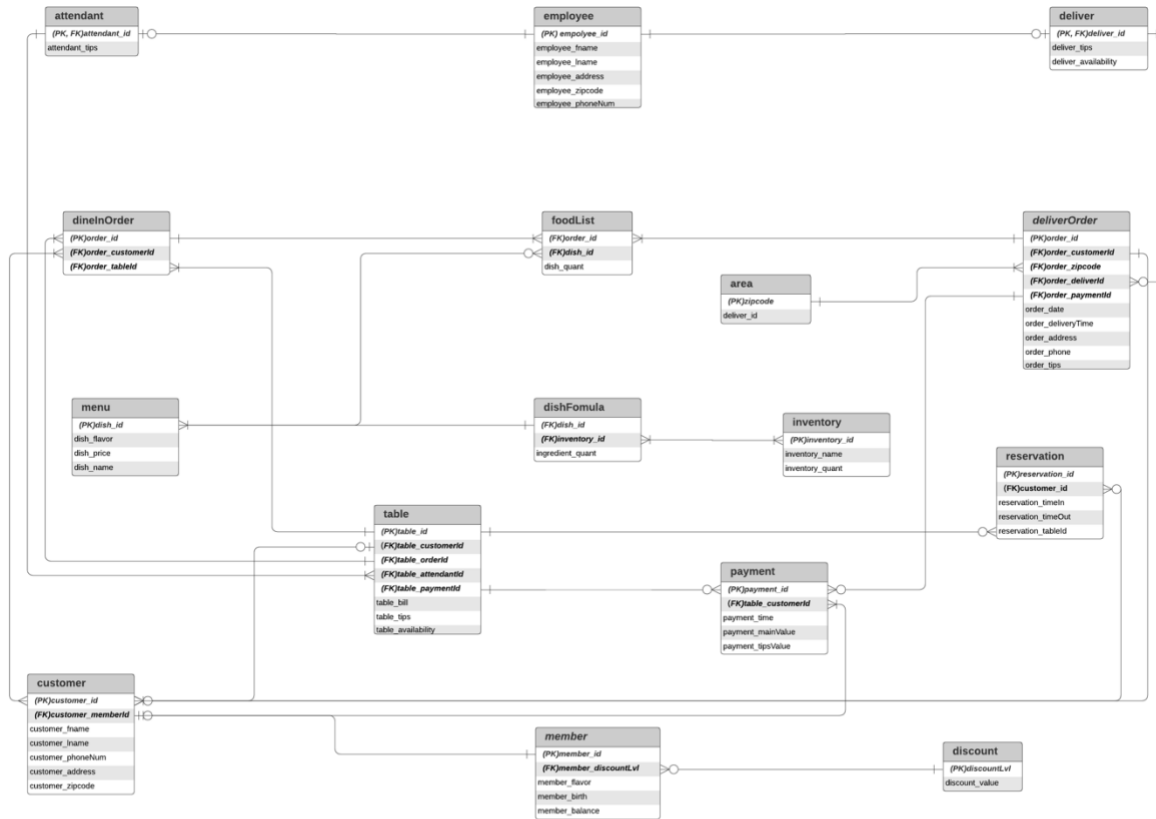 attendant
(PK, FK)attendant_id
attendant_tips
employee
(PK) empolyee_id
employee_fname
employee_lname
employee_address
employee_zipcode
employee_phoneNum
deliver
(PK, FK)deliver_id
deliver_tips
deliver_availability
dineInOrder
(PK)order_id
(FK)order_customerId
(FK)order_tableId
foodList
(FK)order_id
(FK)dish_id
dish_quant
deliverOrder
(PK)order_id
(FK)order_customerId
(FK)order_zipcode
(FK)order_deliverId
(FK)order_paymentId
order_date
order_deliveryTime
order_address
order_phone
order_tips
area
(PK)zipcode
deliver_id
menu
(PK)dish_id
dish_flavor
dish_price
dish_name
dishFomula
(FK)dish_id
(FK)inventory_id
ingredient_quant
inventory
(PK)inventory_id
inventory_name
inventory_quant
reservation
(PK)reservation_id
(FK)customer_id
reservation_timeIn
reservation_timeOut
reservation_tableId
table
(PK)table_id
(FK)table_customerId
(FK)table_orderId
(FK)table_attendantId
(FK)table_paymentId
table_bill
table_tips
table_availability
payment
(PK)payment_id
(FK)table_customerId
payment_time
payment_mainValue
payment_tipsValue
customer
(PK)customer_id
(FK)customer_memberId
customer_fname
customer_lname
customer_phoneNum
customer_address
customer_zipcode
member
(PK)member_id
(FK)member_discountLvl
member_flavor
member_birth
member_balance
discount
(PK)discountLvl
discount_value